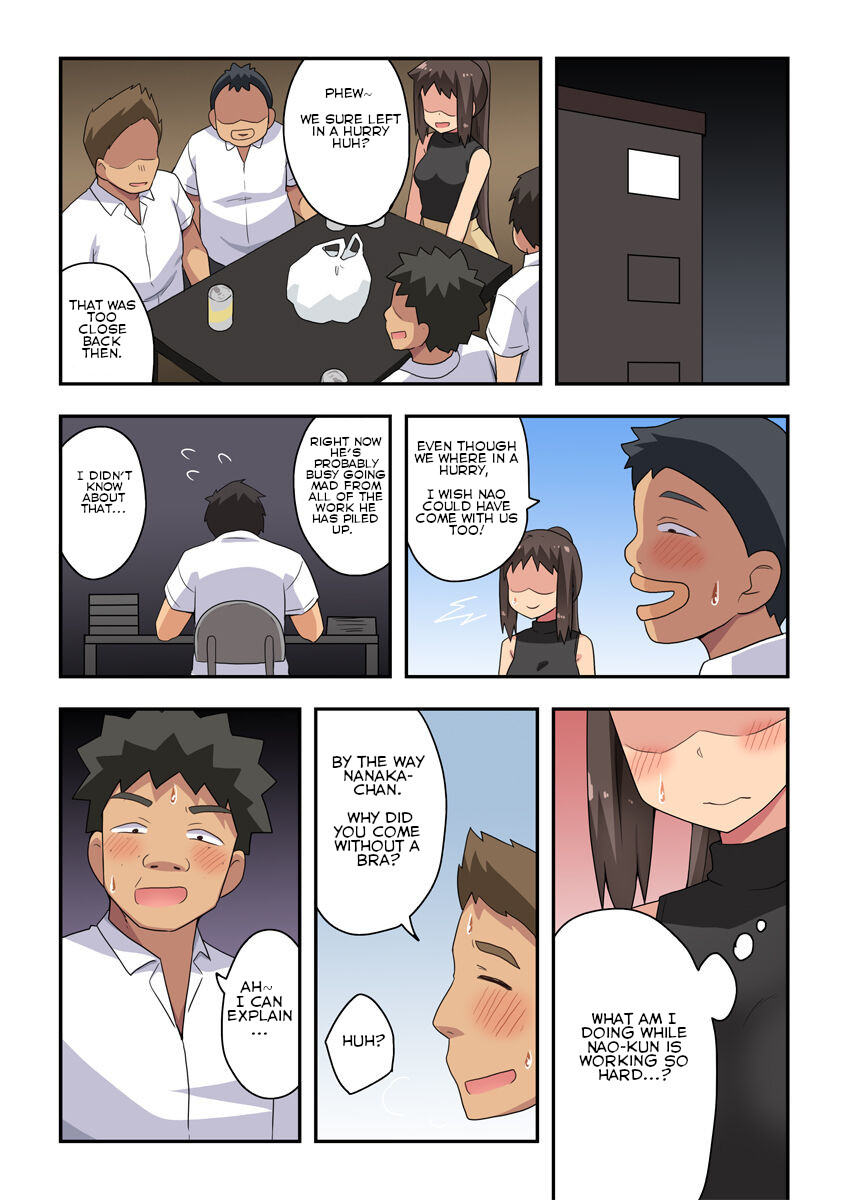 PHEW~
WE SURE LEFT
IN A HURRY
HUH?
THAT WAS
TOO
CLOSE
BACK
THEN.
EVEN THOUGH
WE WHERE IN A
HURRY,
I WISH NAO
COULD HAVE
COME WITH US
TOO!
RIGHT NOW
HE'S
PROBABLY
BUSY GOING
MAD FROM
ALL OF THE
WORK HE
HAS PILED
UP.
I DIDN'T
KNOW
ABOUT
THAT...
WHAT AM I
DOING WHILE
NAO-KUN IS
WORKING SO
HARD...?
BY THE WAY
NANAKA-
CHAN.
WHY DID
YOU COME
WITHOUT A
BRA?
HUH?
AH~
I CAN
EXPLAIN
...